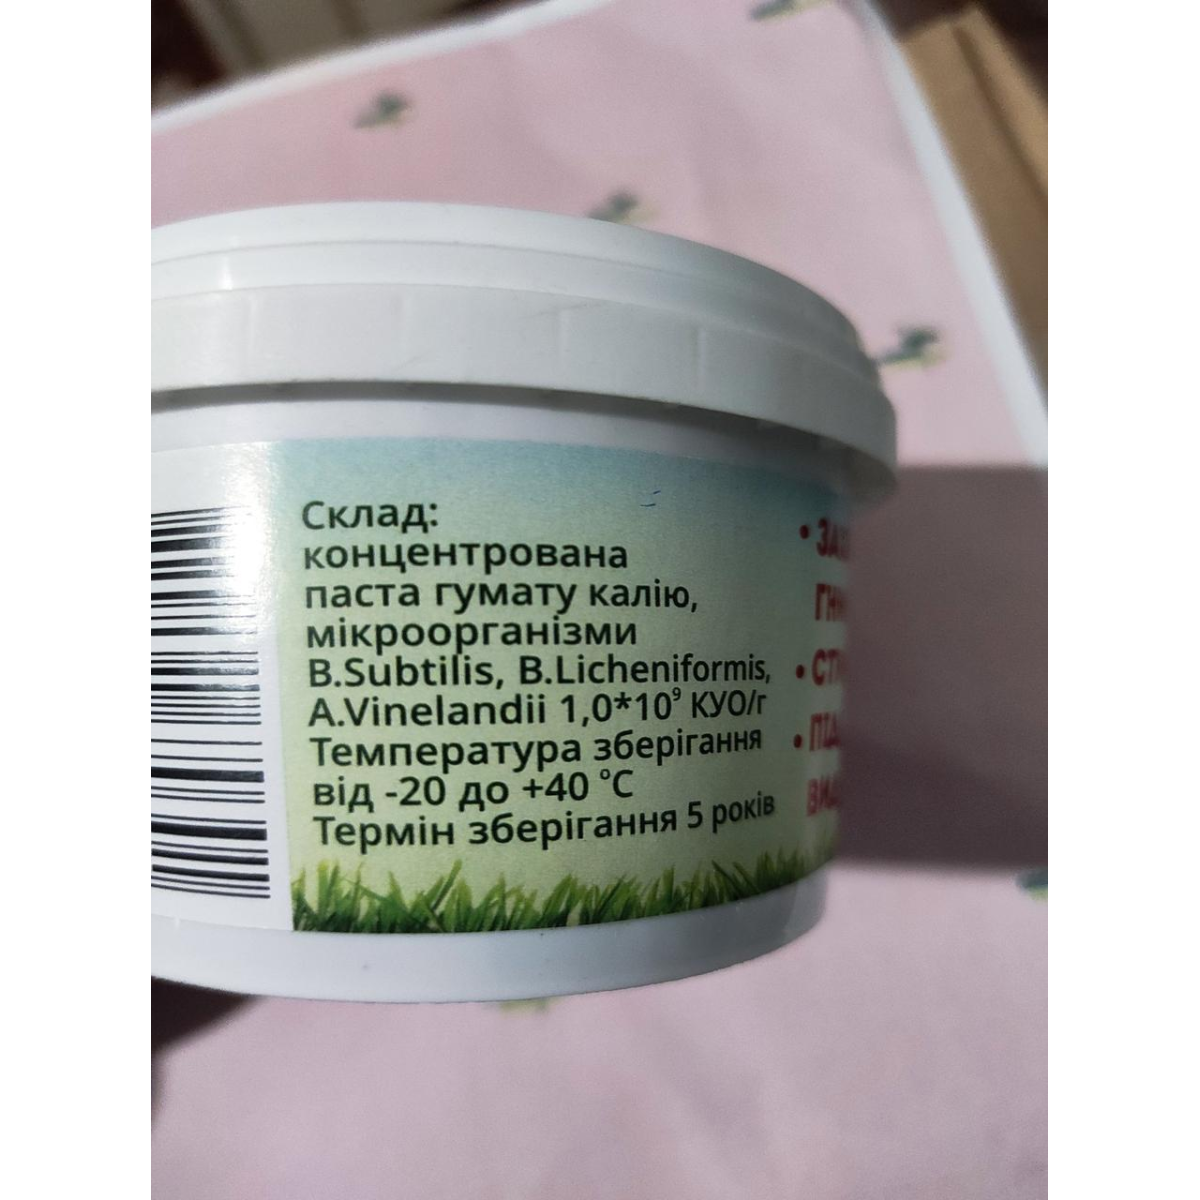 Склад:
концентрована
паста гумату калію,
мікроорганізми
B.Subtilis, B.Licheniformis,
A.Vinelandii 1,0*10⁹ КУО/г
Температура зберігання
від -20 до +40 °C
Термін зберігання 5 років